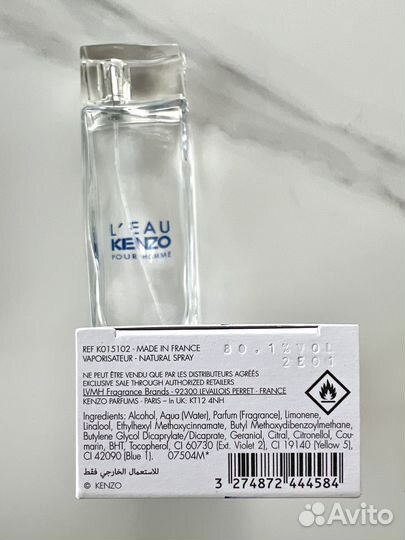 L'EAU
KENZO
POUR HOMME
REF K015102 - MADE IN FRANCE
VAPORISATEUR - NATURAL SPRAY
80.1%VOL
2E01
NE PEUT ÊTRE VENDU QUE PAR LES DISTRIBUTEURS AGRÉÉS
EXCLUSIVE SALE THROUGH AUTHORIZED RETAILERS
LVMH Fragrance Brands - 92300 LEVALLOIS PERRET - FRANCE
KENZO PARFUMS - PARIS – In UK: KT12 4NH
Ingredients: Alcohol, Aqua (Water), Parfum (Fragrance), Limonene,
Linalool, Ethylhexyl Methoxycinnamate, Butyl Methoxydibenzoylmethane,
Butylene Glycol Dicaprylate/Dicaprate, Geraniol, Citral, Citronellol, Cou-
marin, BHT, Tocopherol, CI 60730 (Ext. Violet 2), CI 19140 (Yellow 5),
CI 42090 (Blue 1). 07504M*
للاستعمال الخارجي فقط
© KENZO
3 274872 444584
Avito